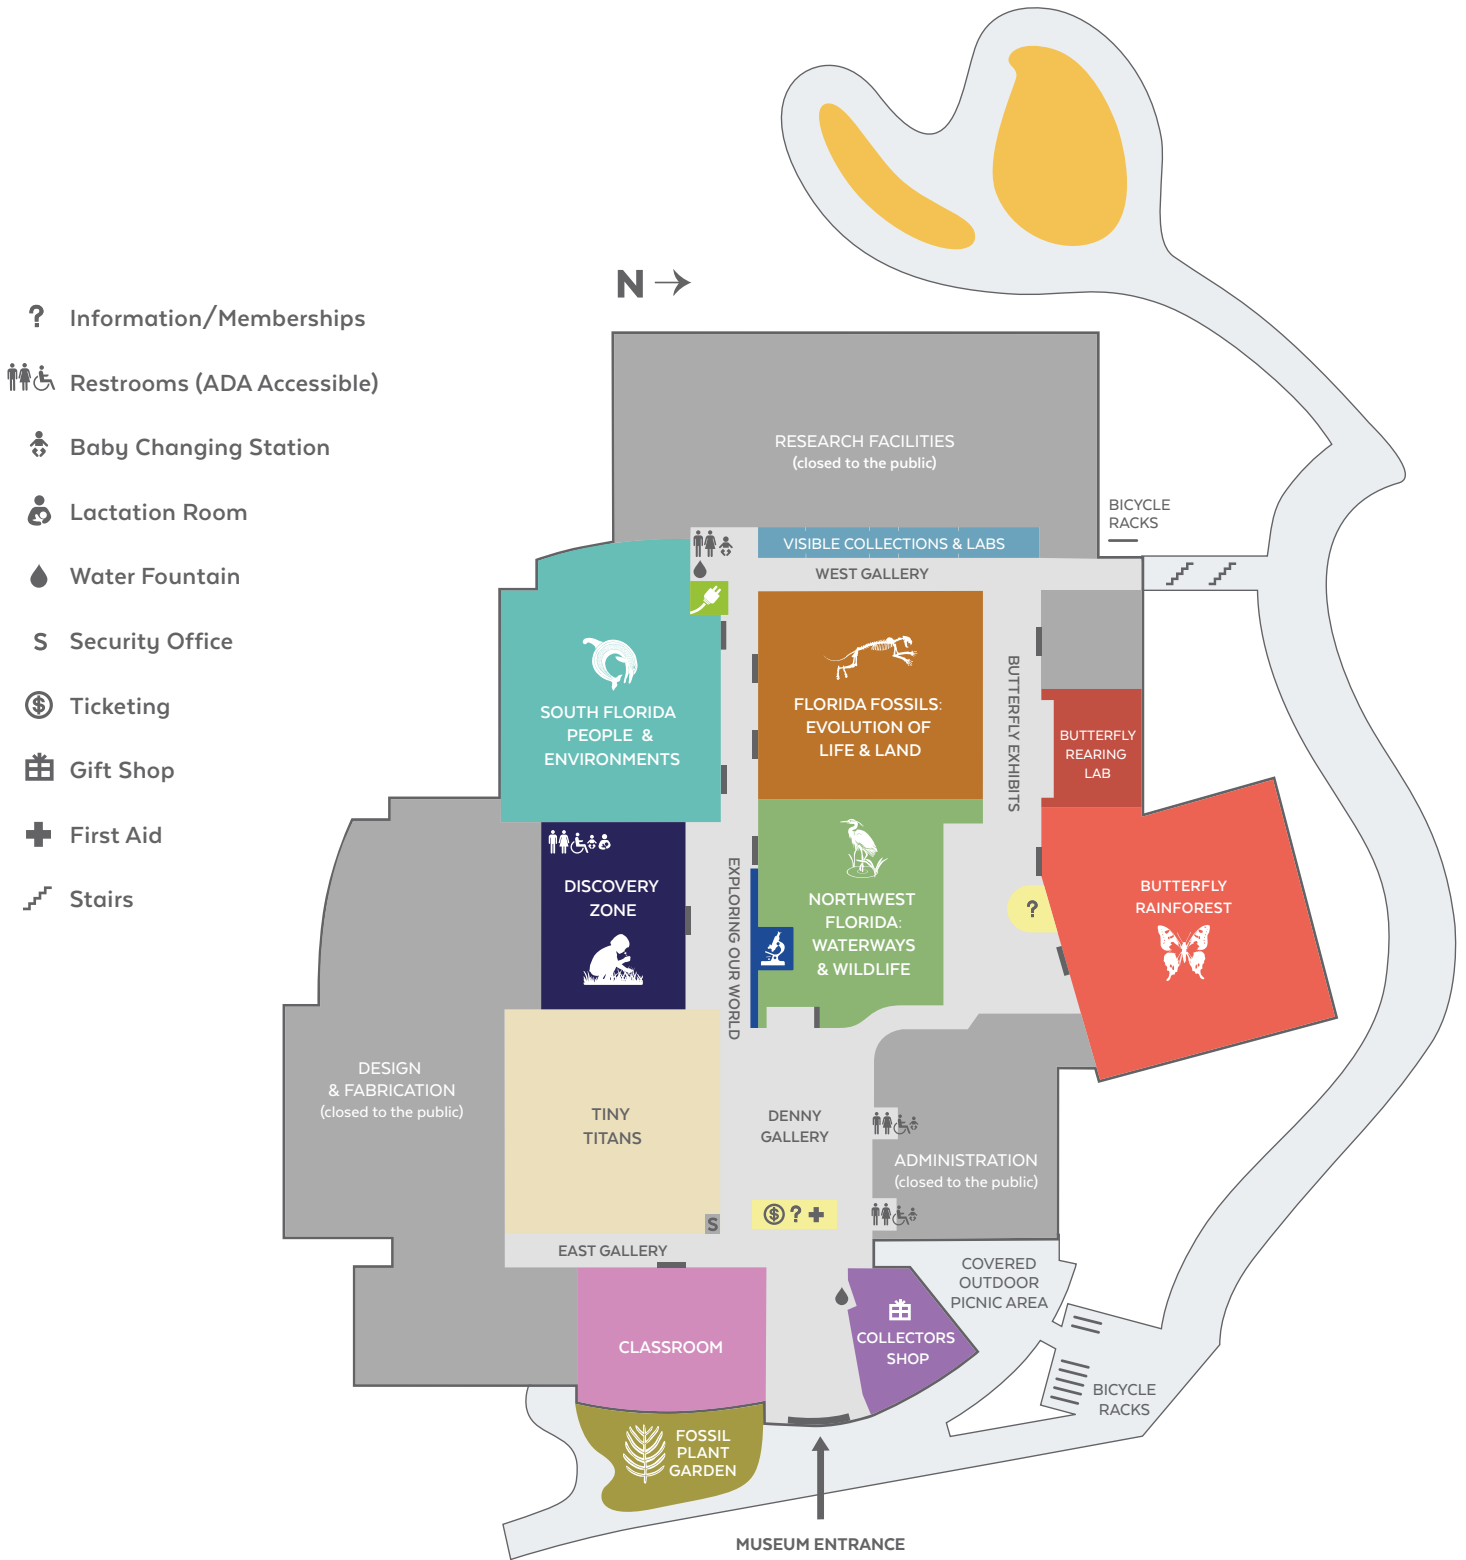 N
?
Information/Memberships
Restrooms (ADA Accessible)
Baby Changing Station
Lactation Room
Water Fountain
S
Security Office
$
Ticketing
Gift Shop
First Aid
Stairs
RESEARCH FACILITIES
(closed to the public)
BICYCLE
RACKS
VISIBLE COLLECTIONS & LABS
WEST GALLERY
SOUTH FLORIDA
PEOPLE &
ENVIRONMENTS
FLORIDA FOSSILS:
EVOLUTION OF
LIFE & LAND
BUTTERFLY EXHIBITS
BUTTERFLY
REARING
LAB
DISCOVERY
ZONE
EXPLORING OUR WORLD
NORTHWEST
FLORIDA:
WATERWAYS
& WILDLIFE
?
BUTTERFLY
RAINFOREST
DESIGN
& FABRICATION
(closed to the public)
TINY
TITANS
DENNY
GALLERY
ADMINISTRATION
(closed to the public)
S
$ ?
EAST GALLERY
COVERED
OUTDOOR
PICNIC AREA
CLASSROOM
COLLECTORS
SHOP
BICYCLE
RACKS
FOSSIL
PLANT
GARDEN
MUSEUM ENTRANCE